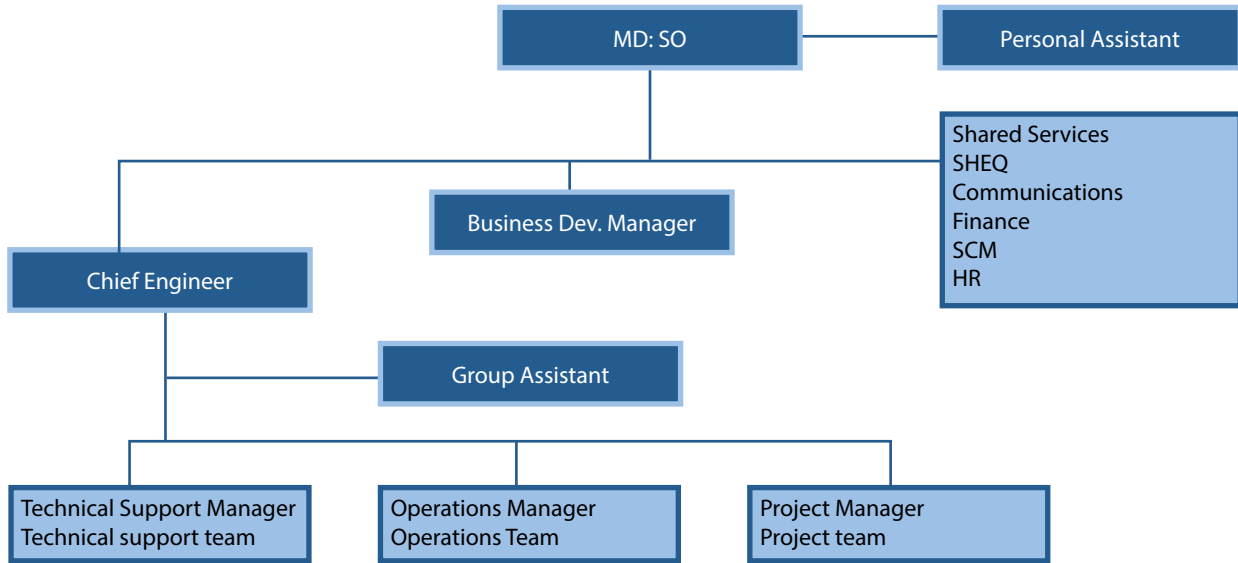 MD: SO
Personal Assistant
Shared Services
SHEQ
Communications
Finance
SCM
HR
Business Dev. Manager
Chief Engineer
Group Assistant
Technical Support Manager
Technical support team
Operations Manager
Operations Team
Project Manager
Project team